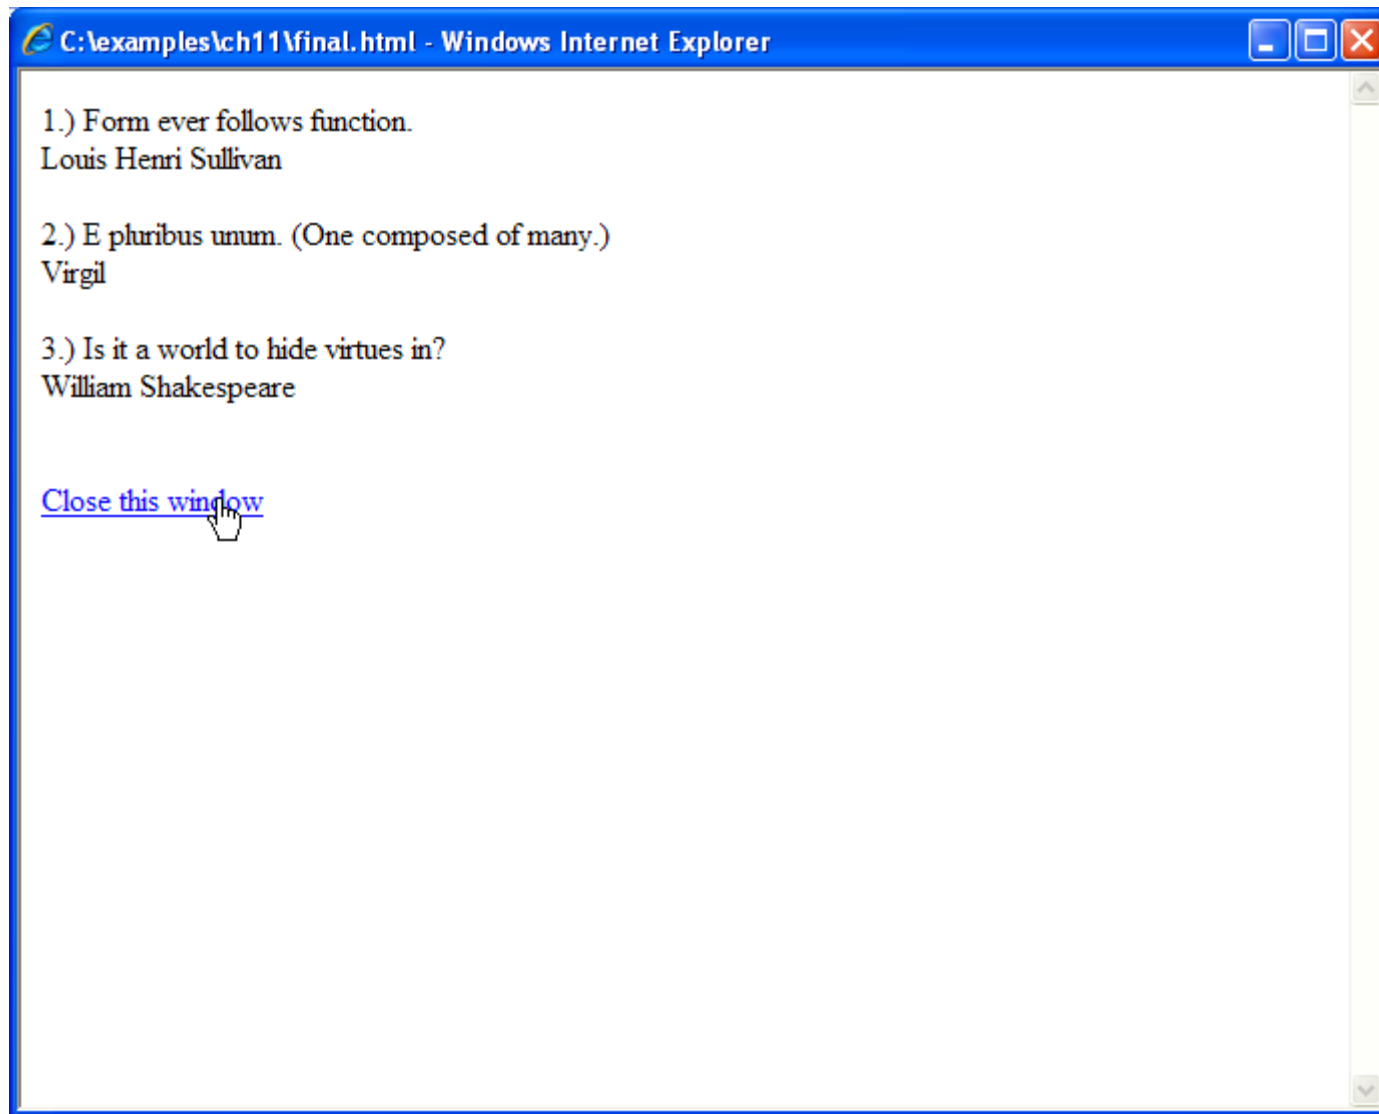 C:\examples\ch11\final.html - Windows Internet Explorer
1.) Form ever follows function.
Louis Henri Sullivan
2.) E pluribus unum. (One composed of many.)
Virgil
3.) Is it a world to hide virtues in?
William Shakespeare
Close this window